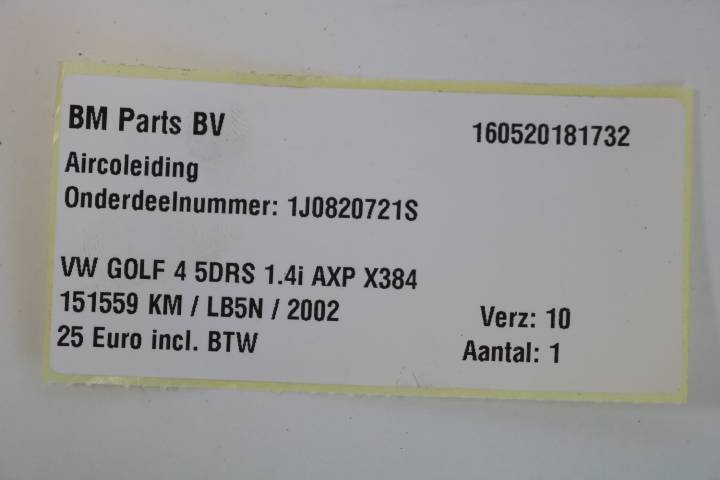 BM Parts BV 160520181732
Aircoleiding
Onderdeelnummer: 1J0820721S
VW GOLF 4 5DRS 1.4i AXP X384
151559 KM / LB5N / 2002 Verz: 10
25 Euro incl. BTW Aantal: 1